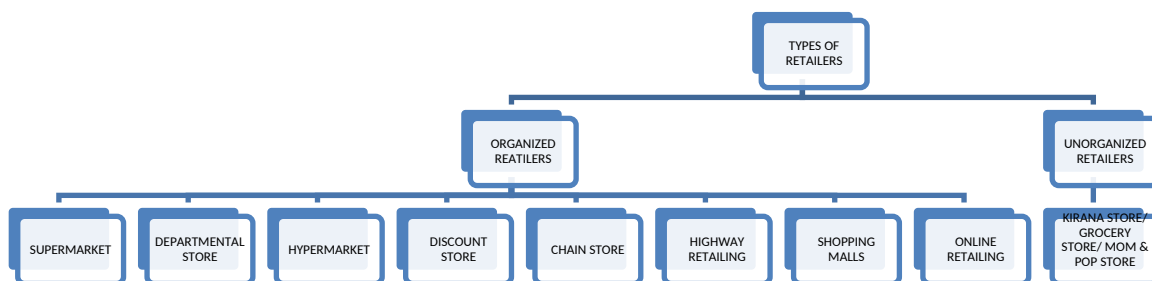 TYPES OF
RETAILERS
ORGANIZED
REATILERS
UNORGANIZED
RETAILERS
SUPERMARKET
DEPARTMENTAL
STORE
HYPERMARKET
DISCOUNT
STORE
CHAIN STORE
HIGHWAY
RETAILING
SHOPPING
MALLS
ONLINE
RETAILING
KIRANA STORE/
GROCERY
STORE/ MOM &
POP STORE